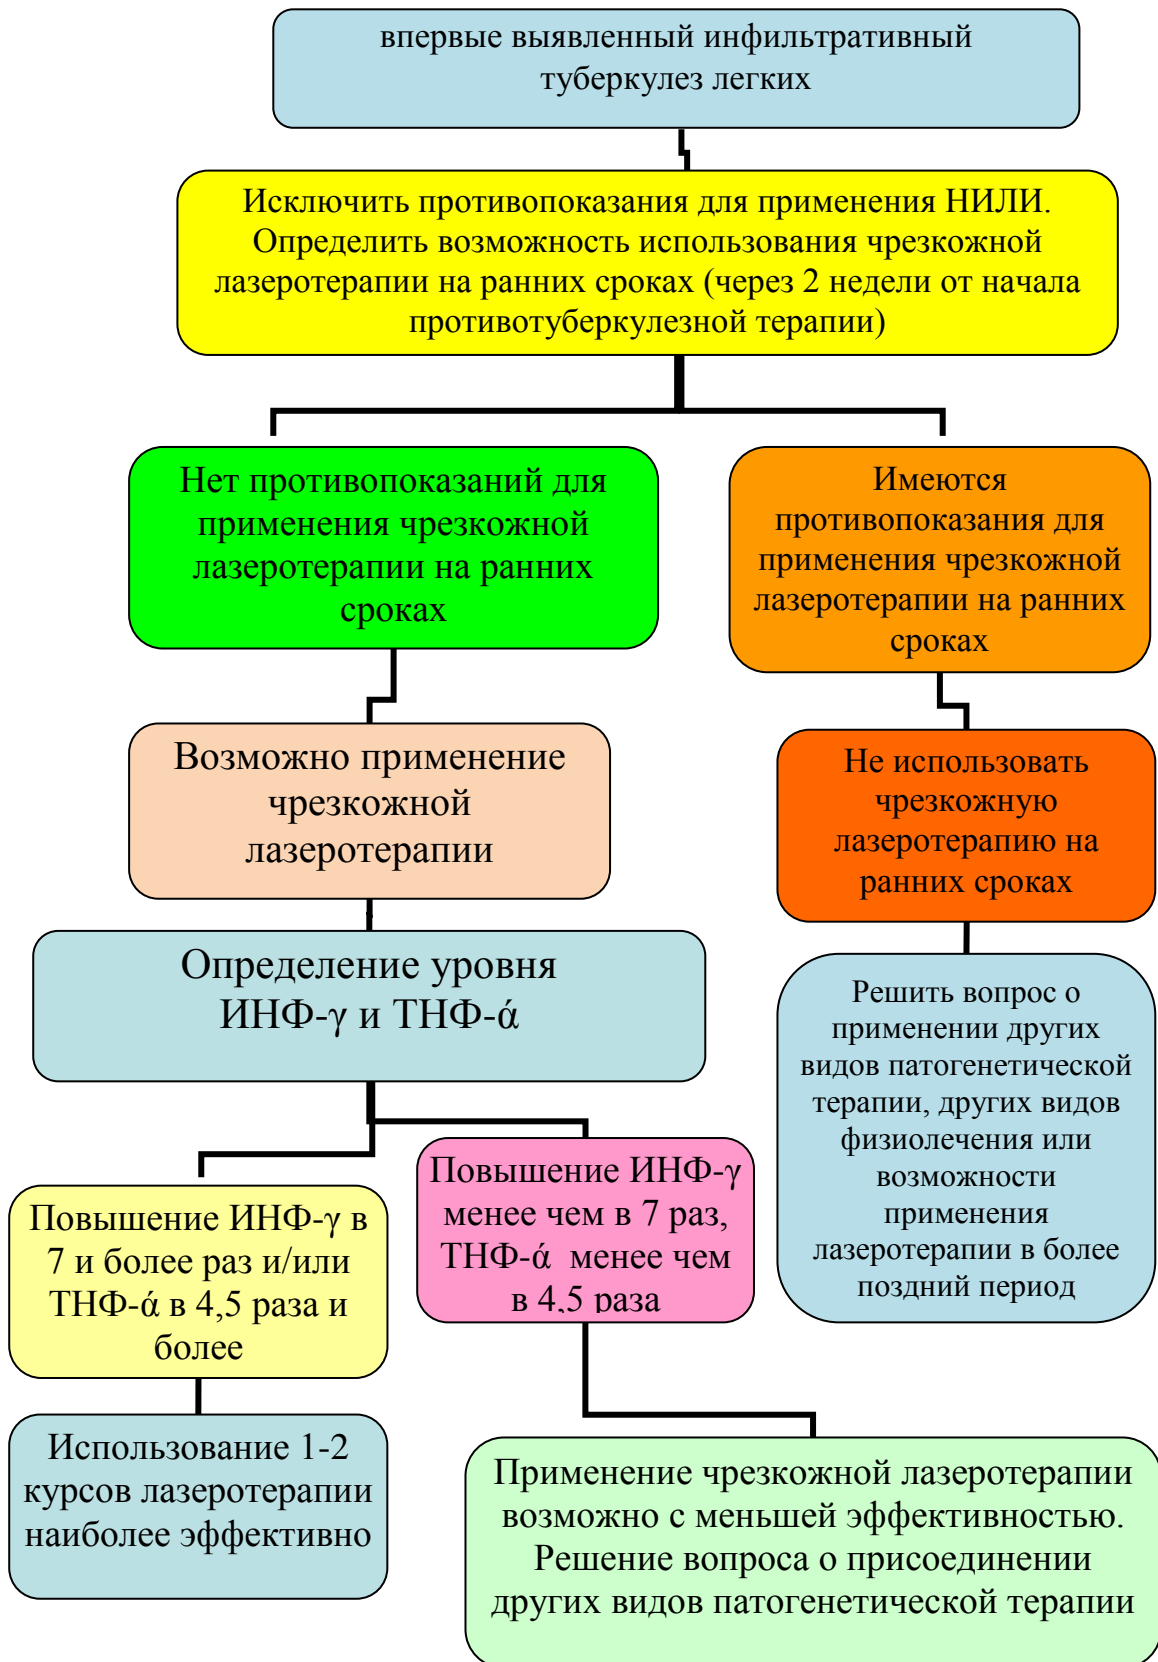 впервые выявленный инфильтративный
туберкулез легких
Исключить противопоказания для применения НИЛИ.
Определить возможность использования чрезкожной
лазеротерапии на ранних сроках (через 2 недели от начала
противотуберкулезной терапии)
Нет противопоказаний для
применения чрезкожной
лазеротерапии на ранних
сроках
Имеются
противопоказания для
применения чрезкожной
лазеротерапии на ранних
сроках
Возможно применение
чрезкожной
лазеротерапии
Не использовать
чрезкожную
лазеротерапию на
ранних сроках
Определение уровня
ИНФ-γ и ТНФ-ά
Решить вопрос о
применении других
видов патогенетической
терапии, других видов
физиолечения или
возможности
применения
лазеротерапии в более
поздний период
Повышение ИНФ-γ в
7 и более раз и/или
ТНФ-ά в 4,5 раза и
более
Повышение ИНФ-γ
менее чем в 7 раз,
ТНФ-ά менее чем
в 4,5 раза
Использование 1-2
курсов лазеротерапии
наиболее эффективно
Применение чрезкожной лазеротерапии
возможно с меньшей эффективностью.
Решение вопроса о присоединении
других видов патогенетической терапии